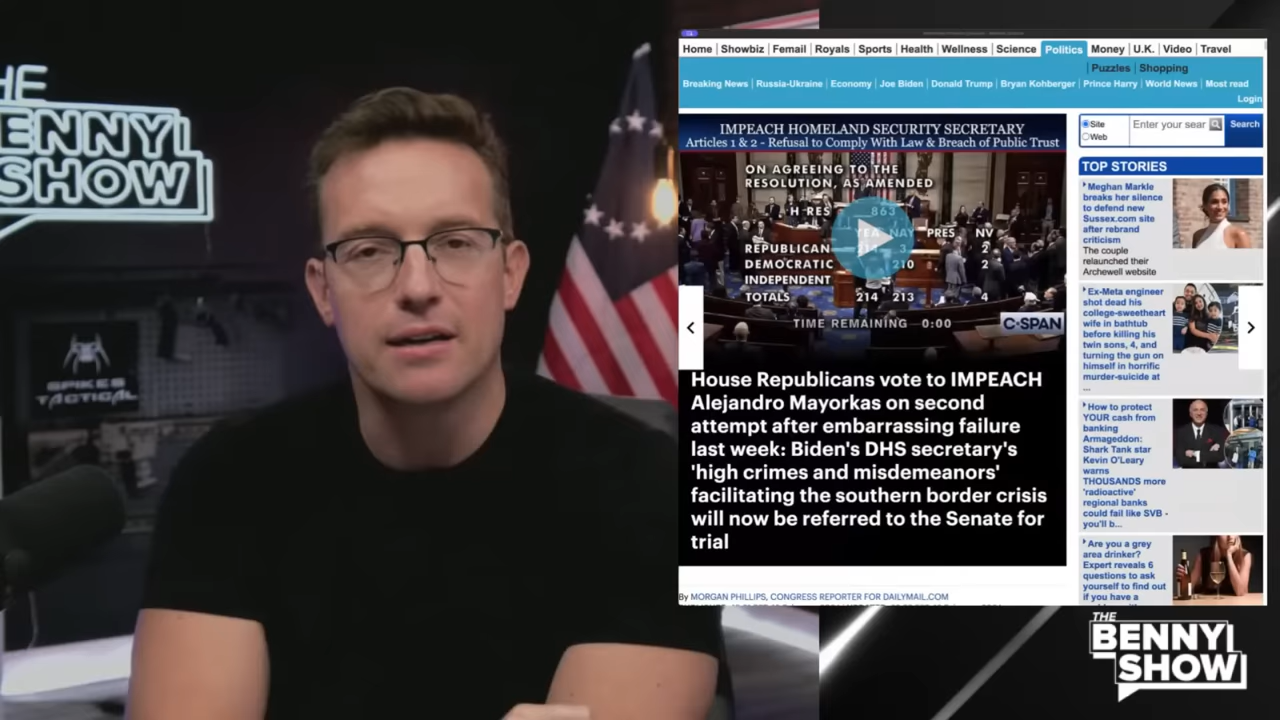 THE
BENNY
SHOW
SPIKES
TACTICAL
Home | Showbiz | Femail | Royals | Sports | Health | Wellness | Science | Politics | Money | U.K. | Video | Travel
| Puzzles | Shopping
Breaking News | Russia-Ukraine | Economy | Joe Biden | Donald Trump | Bryan Kohberger | Prince Harry | World News | Most read
Login
IMPEACH HOMELAND SECURITY SECRETARY
Articles 1 & 2 - Refusal to Comply With Law & Breach of Public Trust
ON AGREEING TO THE
RESOLUTION, AS AMENDED
H RES 863
YEA NAY PRES NV
REPUBLICAN 214 3 2
DEMOCRATIC 210 2
INDEPENDENT
TOTALS 214 213 4
TIME REMAINING 0:00
C-SPAN
House Republicans vote to IMPEACH
Alejandro Mayorkas on second
attempt after embarrassing failure
last week: Biden's DHS secretary's
'high crimes and misdemeanors'
facilitating the southern border crisis
will now be referred to the Senate for
trial
By MORGAN PHILLIPS, CONGRESS REPORTER FOR DAILYMAIL.COM
Site
Web
Enter your sear
Search
TOP STORIES
Meghan Markle
breaks her silence
to defend new
Sussex.com site
after rebrand
criticism
The couple
relaunched their
Archewell website
Ex-Meta engineer
shot dead his
college-sweetheart
wife in bathtub
before killing his
twin sons, 4, and
turning the gun on
himself in horrific
murder-suicide at
...
How to protect
YOUR cash from
banking
Armageddon:
Shark Tank star
Kevin O'Leary
warns
THOUSANDS more
'radioactive'
regional banks
could fail like SVB -
you'll b...
Are you a grey
area drinker?
Expert reveals 6
questions to ask
yourself to find out
if you have a
THE
BENNY
SHOW